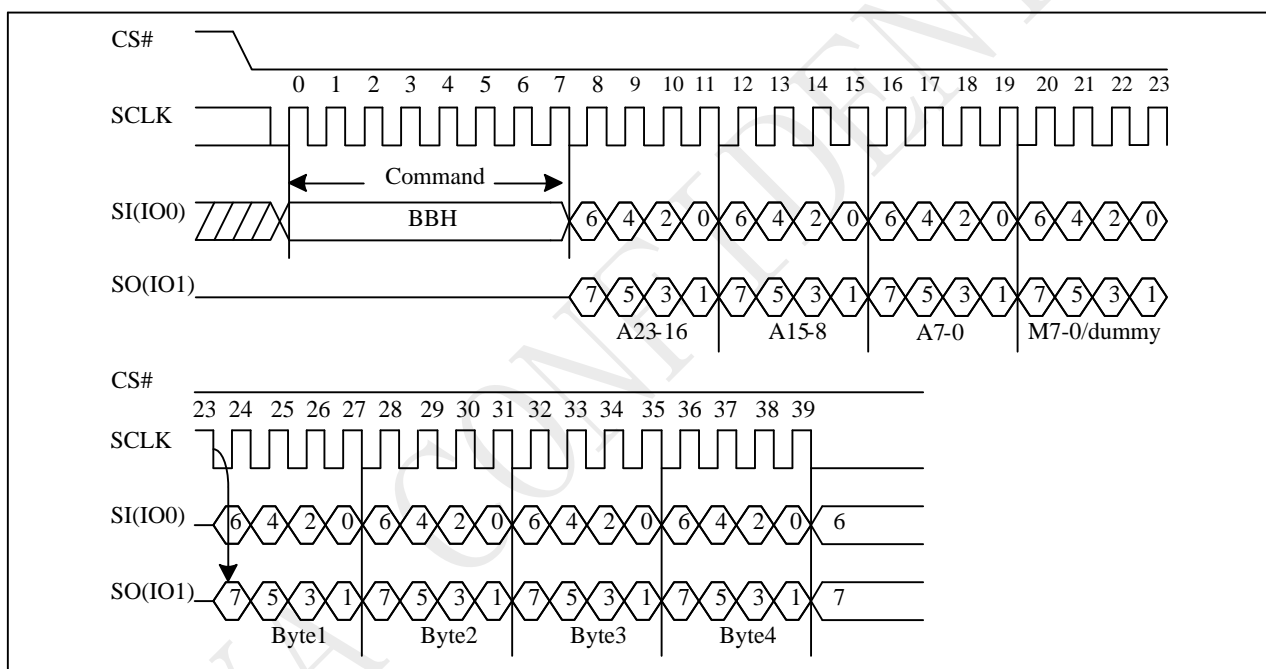 CS#
0 1 2 3 4 5 6 7 8 9 10 11 12 13 14 15 16 17 18 19 20 21 22 23
SCLK
Command
SI(IO0) BBH 6 4 2 0 6 4 2 0 6 4 2 0 6 4 2 0
SO(IO1) 7 5 3 1 7 5 3 1 7 5 3 1 7 5 3 1
A23-16 A15-8 A7-0 M7-0/dummy
CS#
23 24 25 26 27 28 29 30 31 32 33 34 35 36 37 38 39
SCLK
SI(IO0) 6 4 2 0 6 4 2 0 6 4 2 0 6 4 2 0 6
SO(IO1) 7 5 3 1 7 5 3 1 7 5 3 1 7 5 3 1 7
Byte1 Byte2 Byte3 Byte4